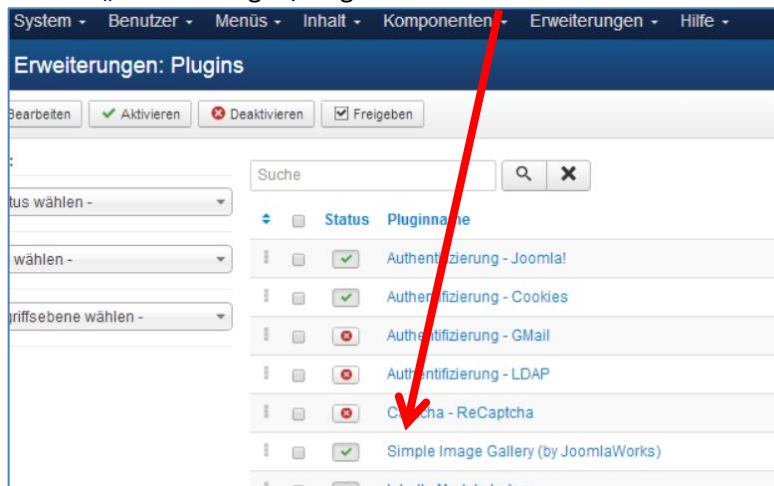 System Benutzer Menüs Inhalt Komponenten Erweiterungen Hilfe
Erweiterungen: Plugins
Bearbeiten Aktivieren Deaktivieren Freigeben
:
Suche
tus wählen -
Status Pluginname
wählen -
Authentifizierung - Joomla!
Authentifizierung - Cookies
griffsebene wählen -
Authentifizierung - GMail
Authentifizierung - LDAP
Captcha - ReCaptcha
Simple Image Gallery (by JoomlaWorks)